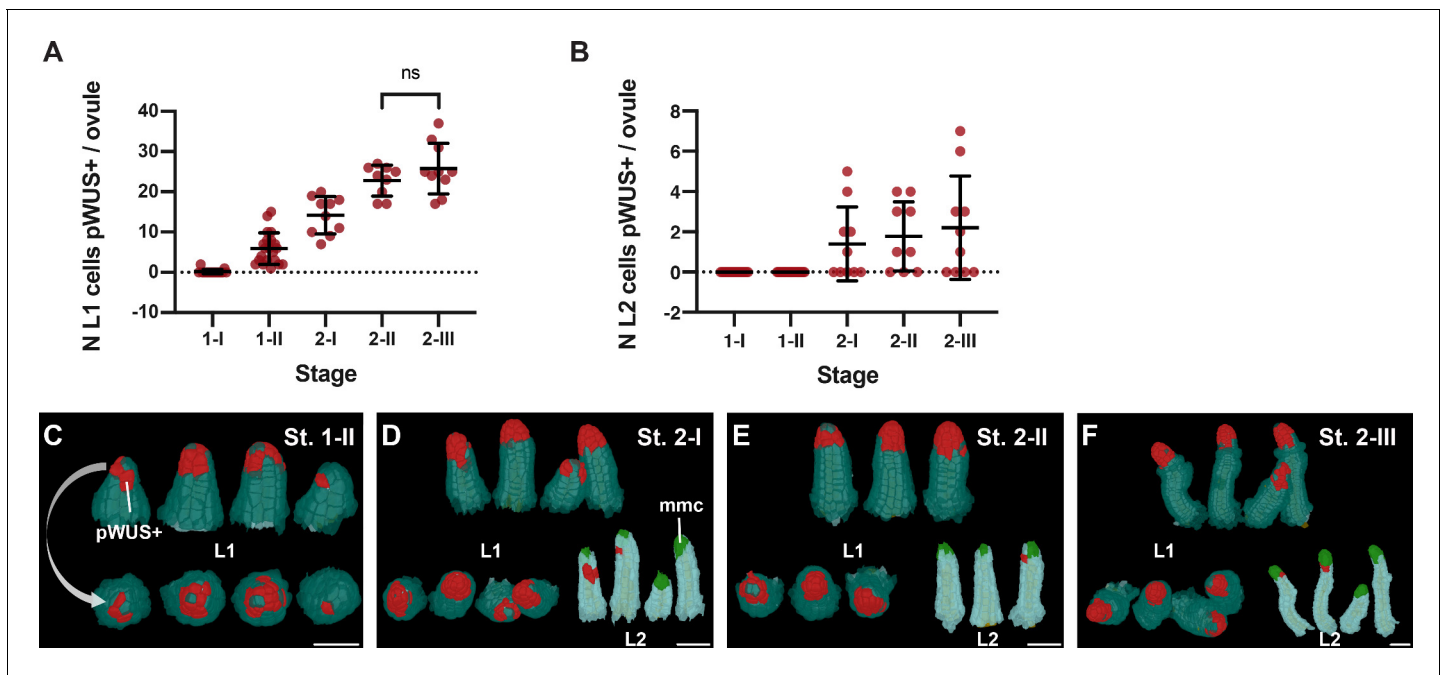 A
N L1 cells pWUS+ / ovule
40
30
20
10
0
-10
ns
1-I
1-II
2-I
2-II
2-III
Stage
B
N L2 cells pWUS+ / ovule
8
6
4
2
0
-2
1-I
1-II
2-I
2-II
2-III
Stage
C
St. 1-II
pWUS+
L1
D
St. 2-I
mmc
L1
L2
E
St. 2-II
L1
L2
F
St. 2-III
L1
L2